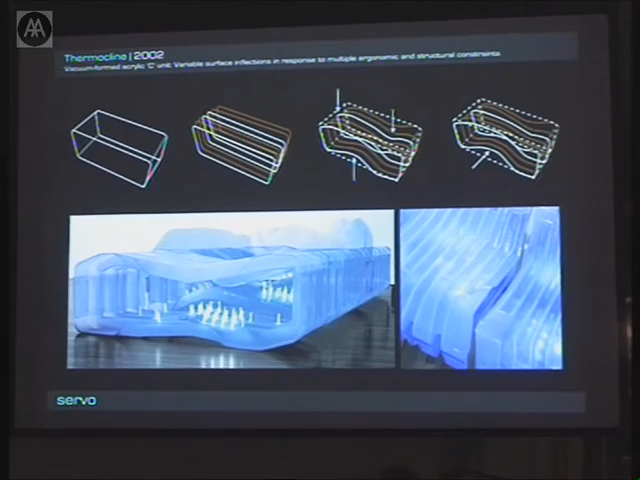 AA
Thermocline | 2002
Vacuum-formed acrylic 'C' unit. Variable surface inflections in response to multiple ergonomic and structural constraints.
servo